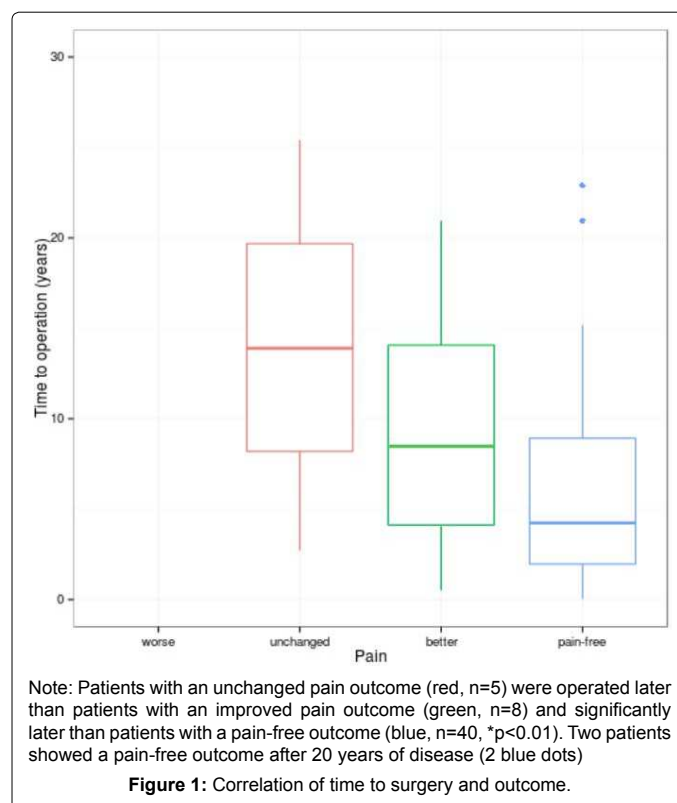 30
20
10
0
Time to operation (years)
worse unchanged better pain-free
Pain
Note: Patients with an unchanged pain outcome (red, n=5) were operated later
than patients with an improved pain outcome (green, n=8) and significantly
later than patients with a pain-free outcome (blue, n=40, *p<0.01). Two patients
showed a pain-free outcome after 20 years of disease (2 blue dots)
Figure 1: Correlation of time to surgery and outcome.